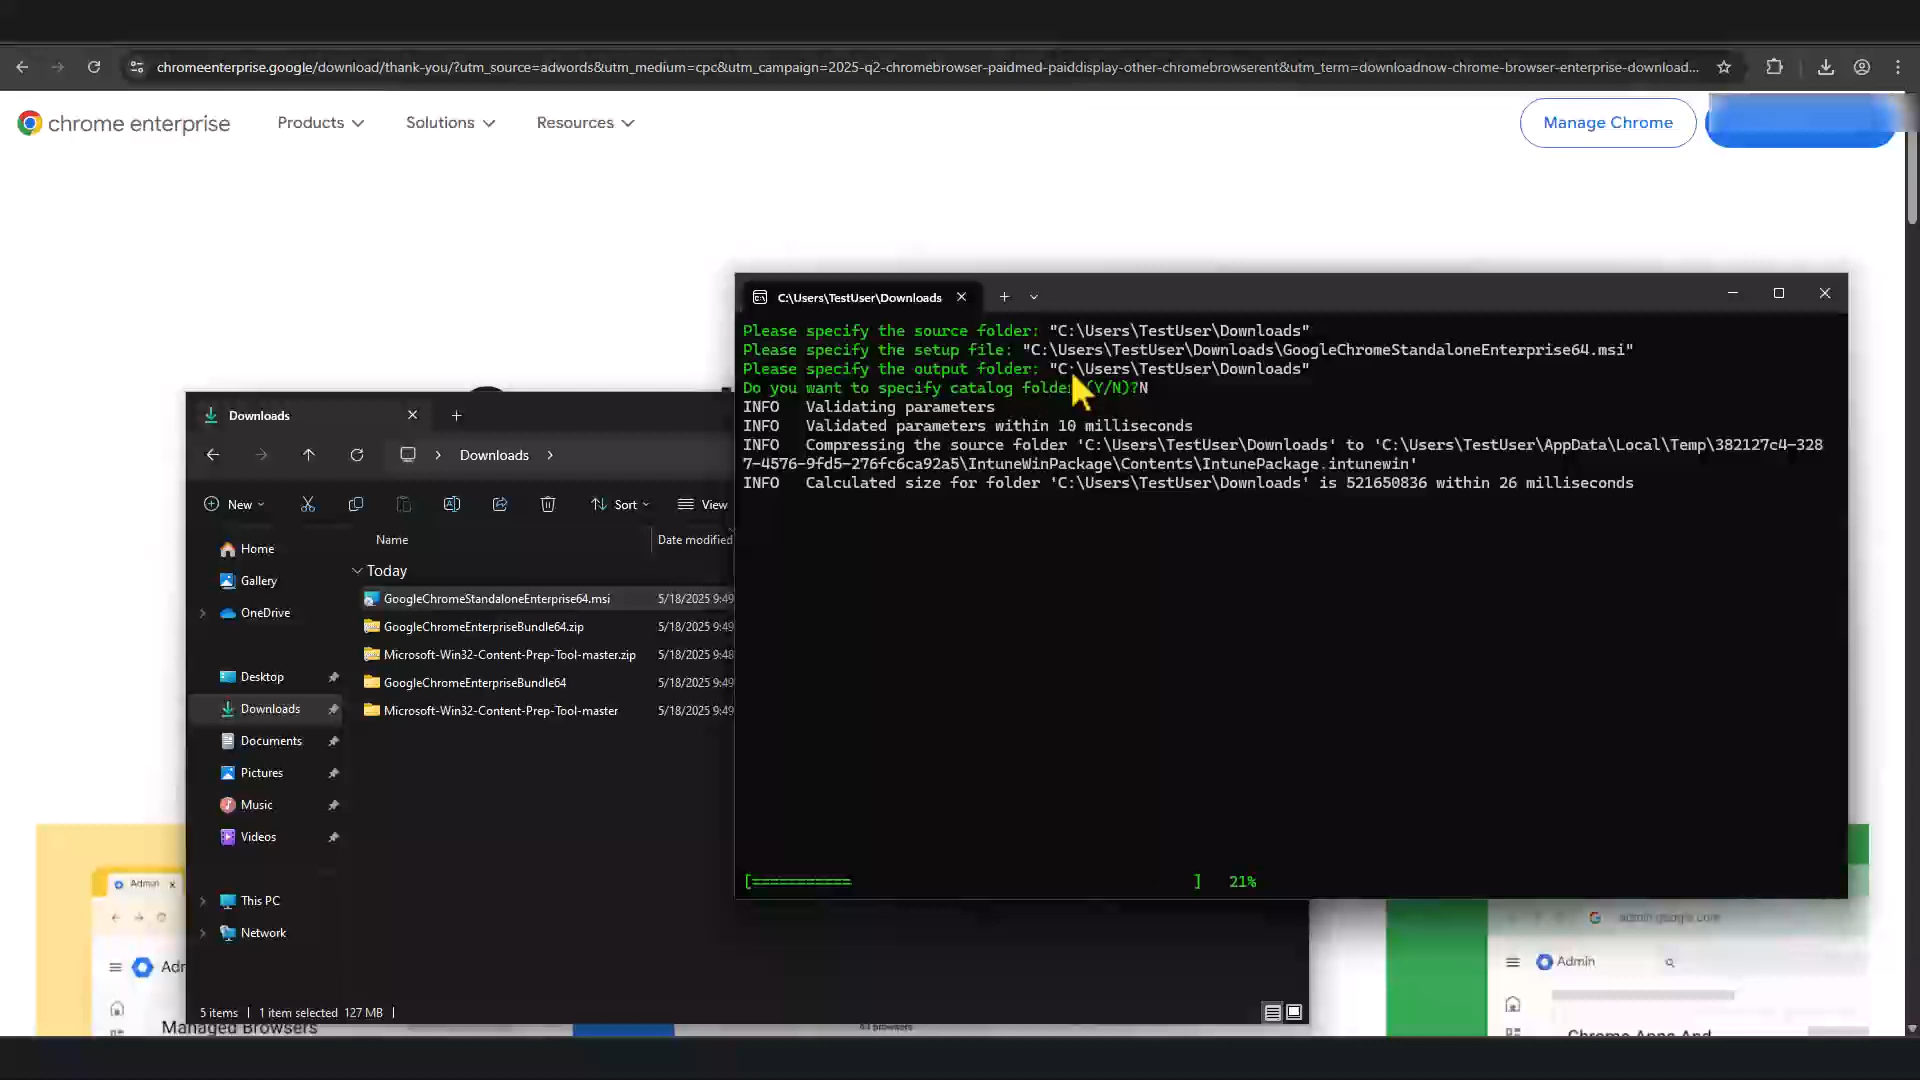 chromeenterprise.google/download/thank-you/?utm_source=adwords&utm_medium=cpc&utm_campaign=2025-q2-chromebrowser-paidmed-paiddisplay-other-chromebrowserent&utm_term=downloadnow-chrome-browser-enterprise-download...
chrome enterprise
Products
Solutions
Resources
Manage Chrome
C:\Users\TestUser\Downloads
Please specify the source folder: "C:\Users\TestUser\Downloads"
Please specify the setup file: "C:\Users\TestUser\Downloads\GoogleChromeStandaloneEnterprise64.msi"
Please specify the output folder: "C:\Users\TestUser\Downloads"
Do you want to specify catalog folder (Y/N)?N
INFO Validating parameters
INFO Validated parameters within 10 milliseconds
INFO Compressing the source folder 'C:\Users\TestUser\Downloads' to 'C:\Users\TestUser\AppData\Local\Temp\382127c4-328
7-4576-9fd5-276fc6ca92a5\IntuneWinPackage\Contents\IntunePackage.intunewin'
INFO Calculated size for folder 'C:\Users\TestUser\Downloads' is 521650836 within 26 milliseconds
[=========== ] 21%
Downloads
Downloads
New
Sort
View
Name
Date modified
Today
GoogleChromeStandaloneEnterprise64.msi 5/18/2025 9:49
GoogleChromeEnterpriseBundle64.zip 5/18/2025 9:49
Microsoft-Win32-Content-Prep-Tool-master.zip 5/18/2025 9:48
GoogleChromeEnterpriseBundle64 5/18/2025 9:49
Microsoft-Win32-Content-Prep-Tool-master 5/18/2025 9:49
Home
Gallery
OneDrive
Desktop
Downloads
Documents
Pictures
Music
Videos
This PC
Network
5 items
1 item selected 127 MB
Admin
Adm
Managed Browsers
admin.google.com
Admin
Chrome Apps And